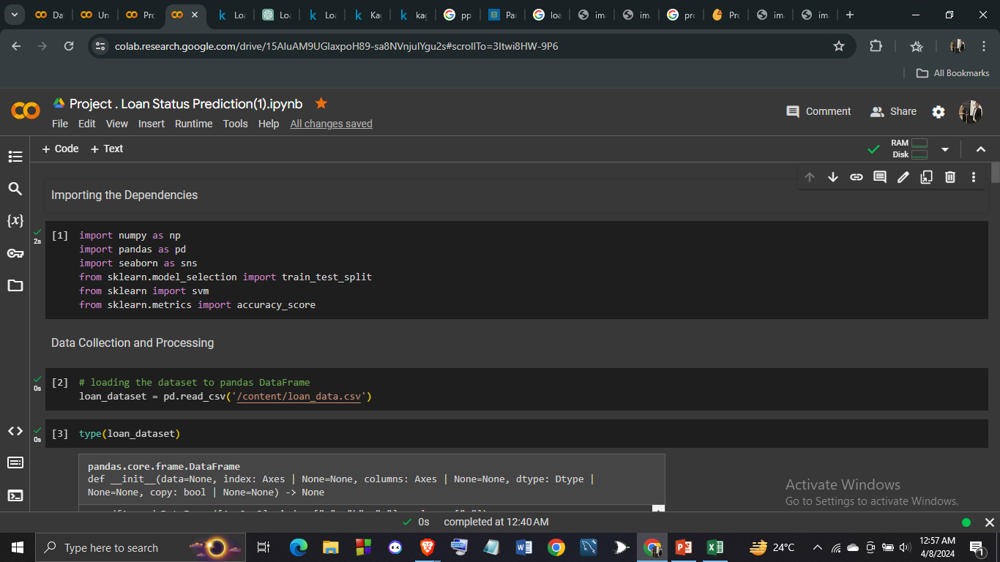 Da
Un
Pro
Loa
Loa
Loa
Ka
kag
pp
Pa
loa
im
im
pro
Pro
im
im
colab.research.google.com/drive/15AIuAM9UGIaxpoH89-sa8NVnjulYgu2s#scrollTo=3Itwi8HW-9P6
All Bookmarks
Project . Loan Status Prediction(1).ipynb
File Edit View Insert Runtime Tools Help All changes saved
Comment Share
+ Code + Text
RAM
Disk
Importing the Dependencies
2s
[1] import numpy as np
import pandas as pd
import seaborn as sns
from sklearn.model_selection import train_test_split
from sklearn import svm
from sklearn.metrics import accuracy_score
Data Collection and Processing
0s
[2] # loading the dataset to pandas DataFrame
loan_dataset = pd.read_csv('/content/loan_data.csv')
0s
[3] type(loan_dataset)
pandas.core.frame.DataFrame
def __init__(data=None, index: Axes | None=None, columns: Axes | None=None, dtype: Dtype |
None=None, copy: bool | None=None) -> None
Activate Windows
Go to Settings to activate Windows.
0s completed at 12:40 AM
Type here to search
24°C
12:57 AM
4/8/2024
1